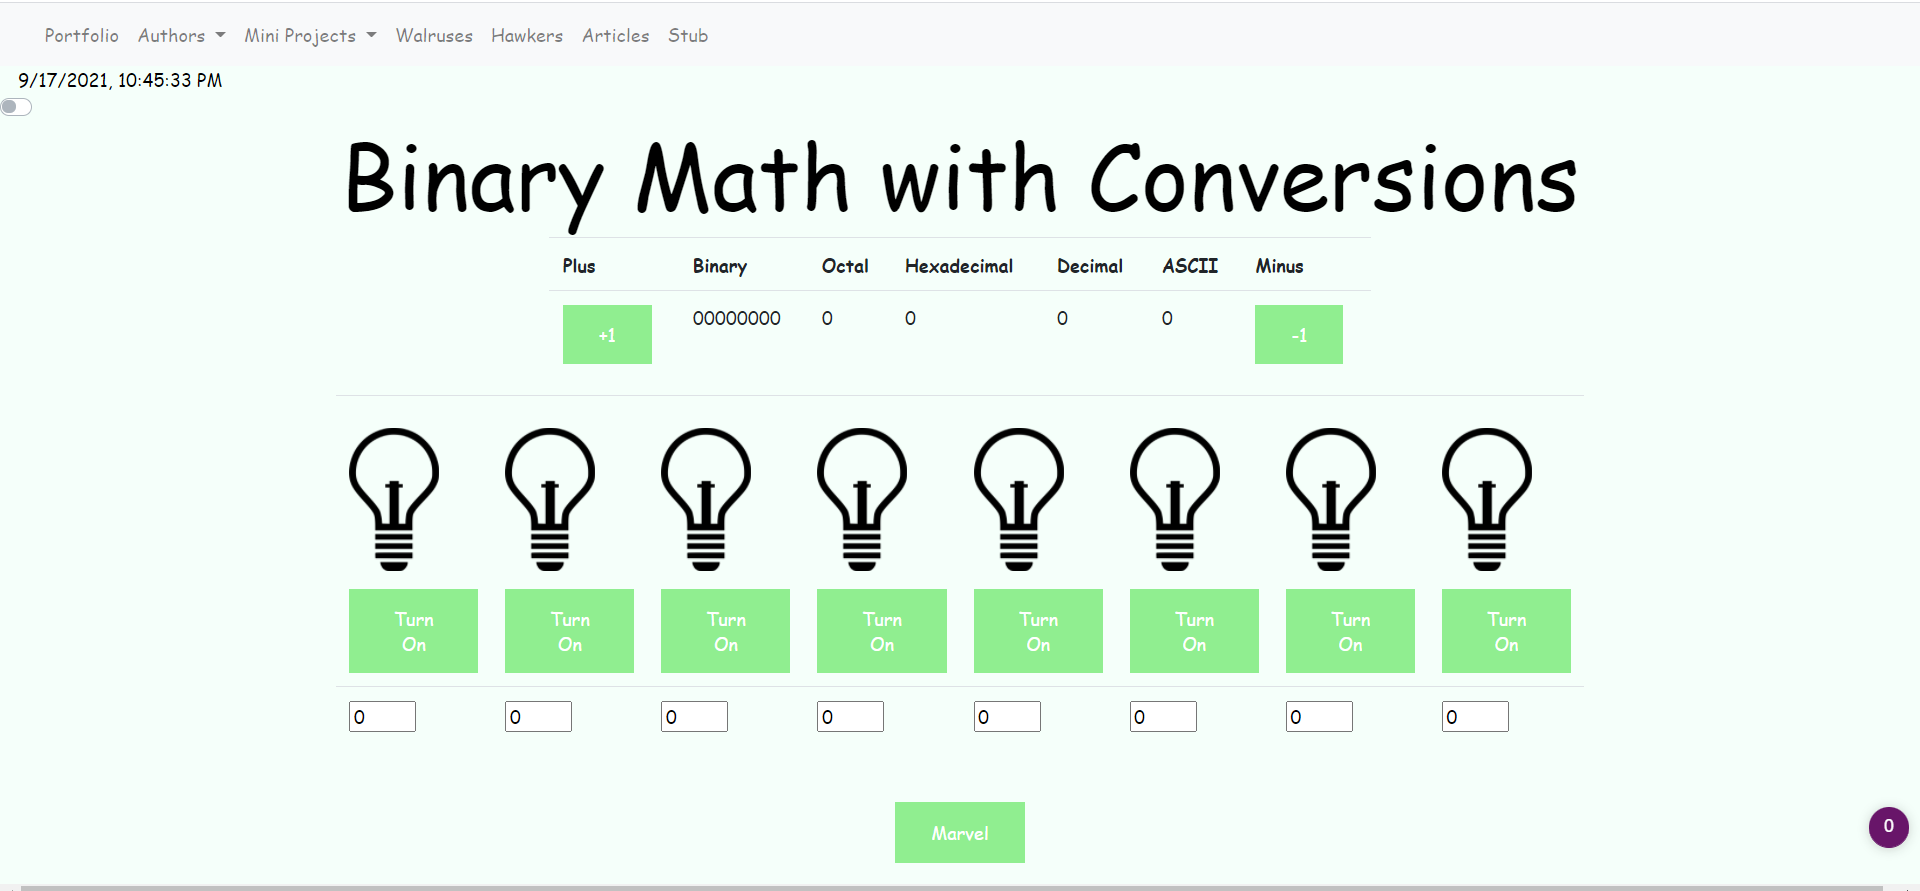 Portfolio Authors Mini Projects Walruses Hawkers Articles Stub
9/17/2021, 10:45:33 PM
Binary Math with Conversions
Plus Binary Octal Hexadecimal Decimal ASCII Minus
+1 00000000 0 0 0 0 -1
Turn On Turn On Turn On Turn On Turn On Turn On Turn On Turn On
0 0 0 0 0 0 0 0
Marvel
0